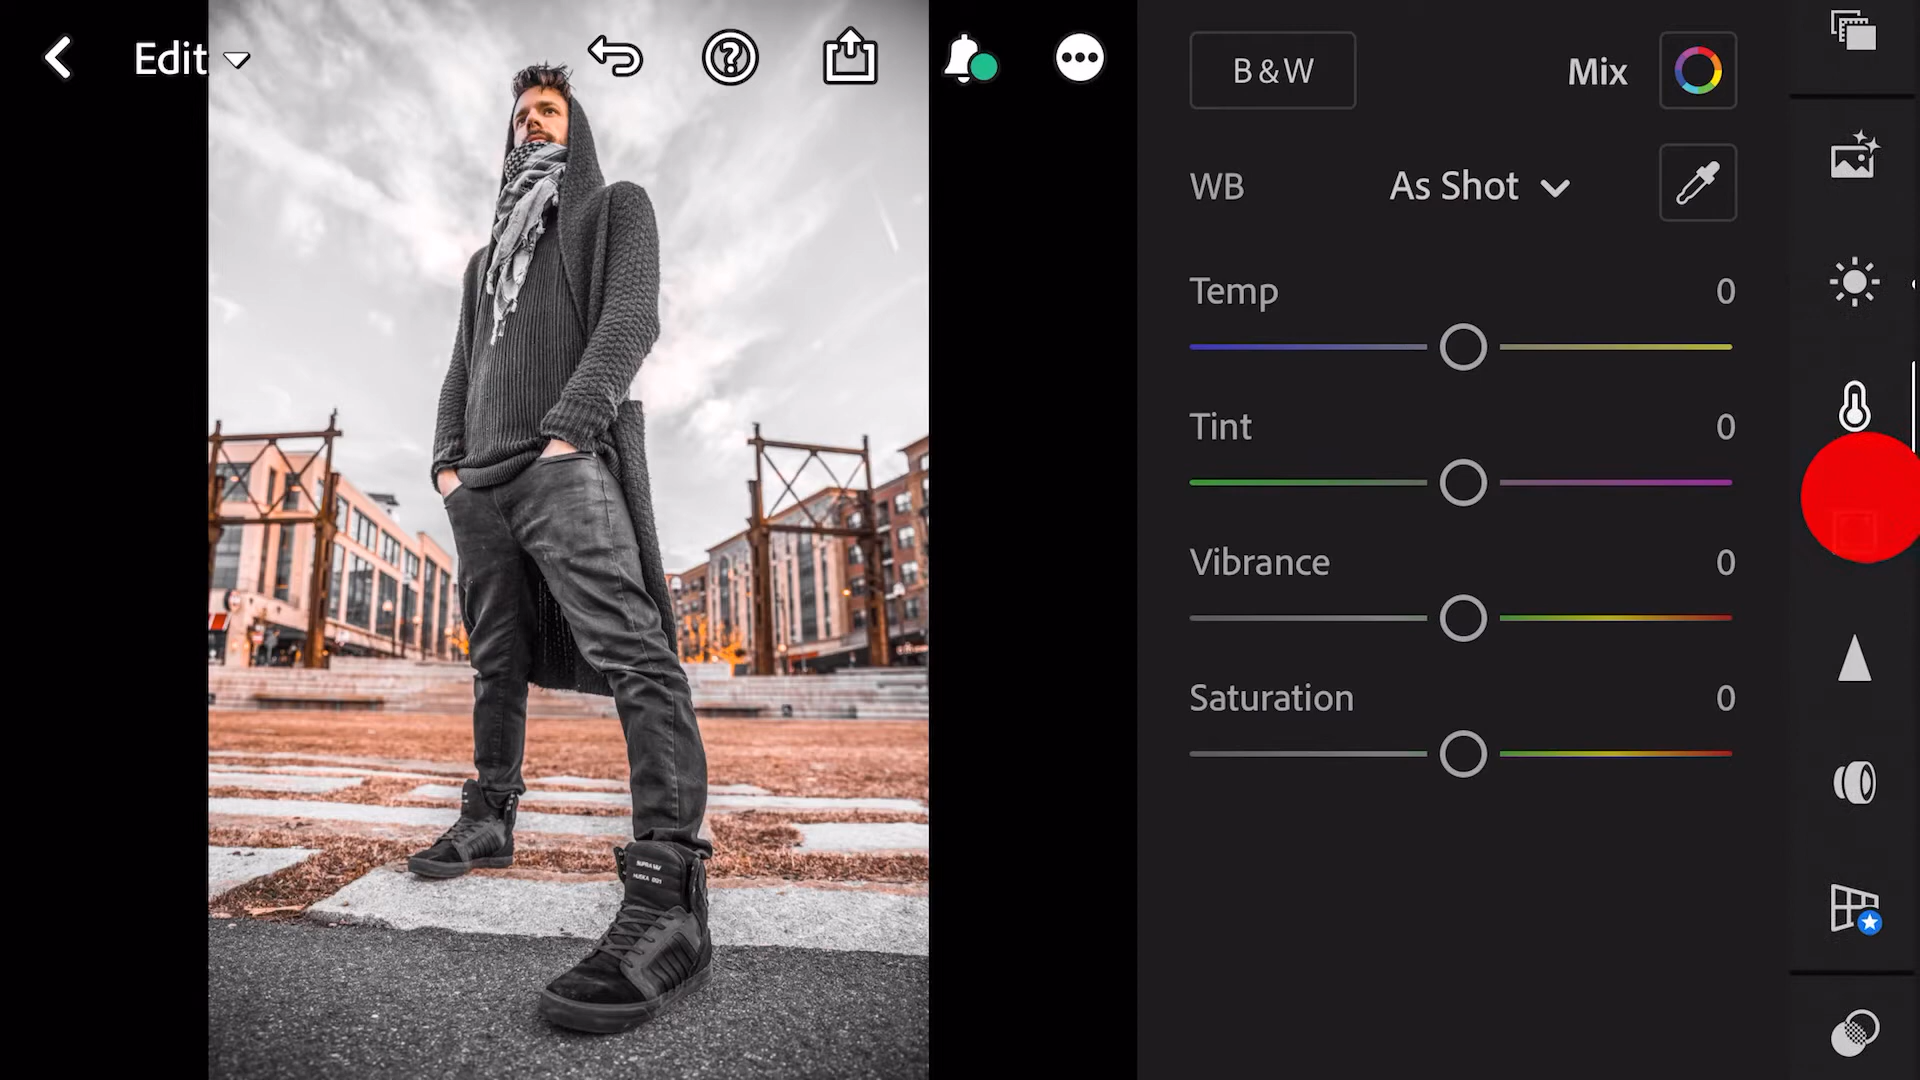 Edit
B&W
Mix
WB
As Shot
Temp
0
Tint
0
Vibrance
0
Saturation
0